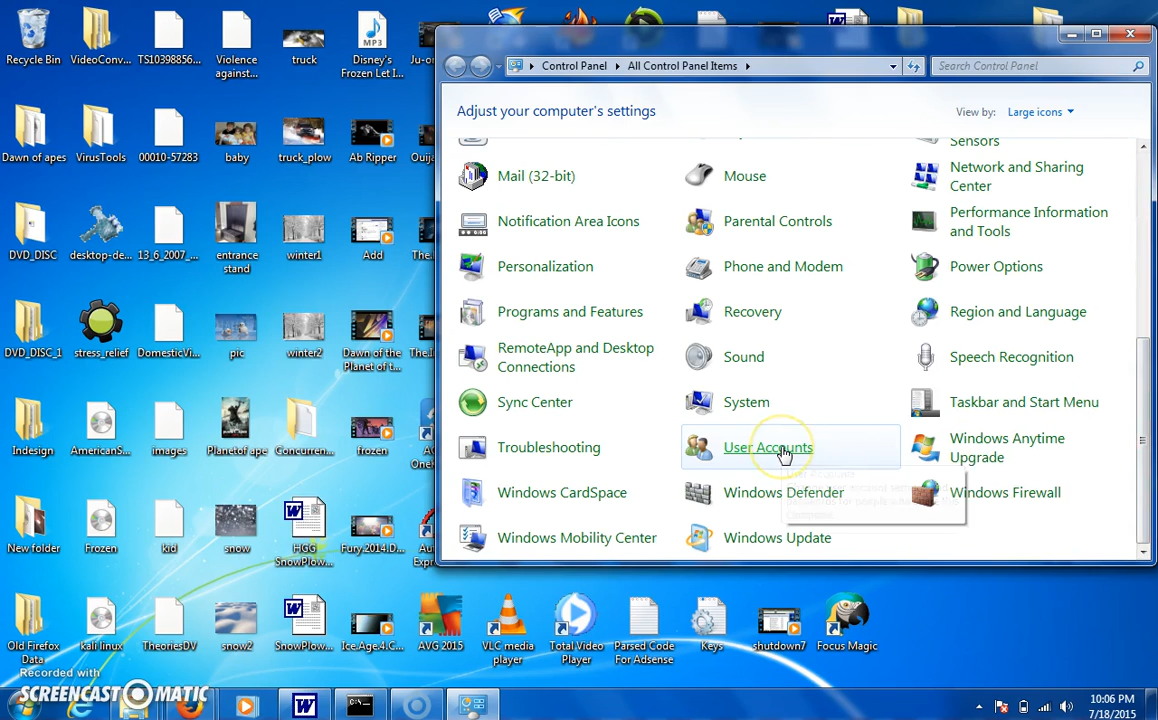 Recycle Bin
VideoConv...
TS10398856...
Violence
against...
truck
MP3
Disney's
Frozen Let I...
Ju-o
Dawn of apes
VirusTools
00010-57283
baby
truck_plow
Ab Ripper
Ouij
DVD_DISC
desktop-de...
13_6_2007_...
entrance
stand
winter1
Add
The.
DVD_DISC_1
stress_relief
DomesticVi...
pic
winter2
Dawn of the
Planet of t...
The.I
Indesign
AmericanS...
images
Planetof ape
Concurren...
frozen
A
OneN
New folder
Frozen
kid
snow
HGG
SnowPlow...
Fury.2014.D...
Au
Expr
Old Firefox
Data
kali linux
TheoriesDV
snow2
SnowPlow...
Ice.Age.4.C...
AVG 2015
VLC media
player
Total Video
Player
Parsed Code
For Adsense
Keys
shutdown7
Focus Magic
Control Panel
All Control Panel Items
Search Control Panel
Adjust your computer's settings
View by:
Large icons
Sensors
Mail (32-bit)
Mouse
Network and Sharing
Center
Notification Area Icons
Parental Controls
Performance Information
and Tools
Personalization
Phone and Modem
Power Options
Programs and Features
Recovery
Region and Language
RemoteApp and Desktop
Connections
Sound
Speech Recognition
Sync Center
System
Taskbar and Start Menu
Troubleshooting
User Accounts
Windows Anytime
Upgrade
Windows CardSpace
Windows Defender
Windows Firewall
Windows Mobility Center
Windows Update
Recorded with
SCREENCAST O MATIC
10:06 PM
7/18/2015